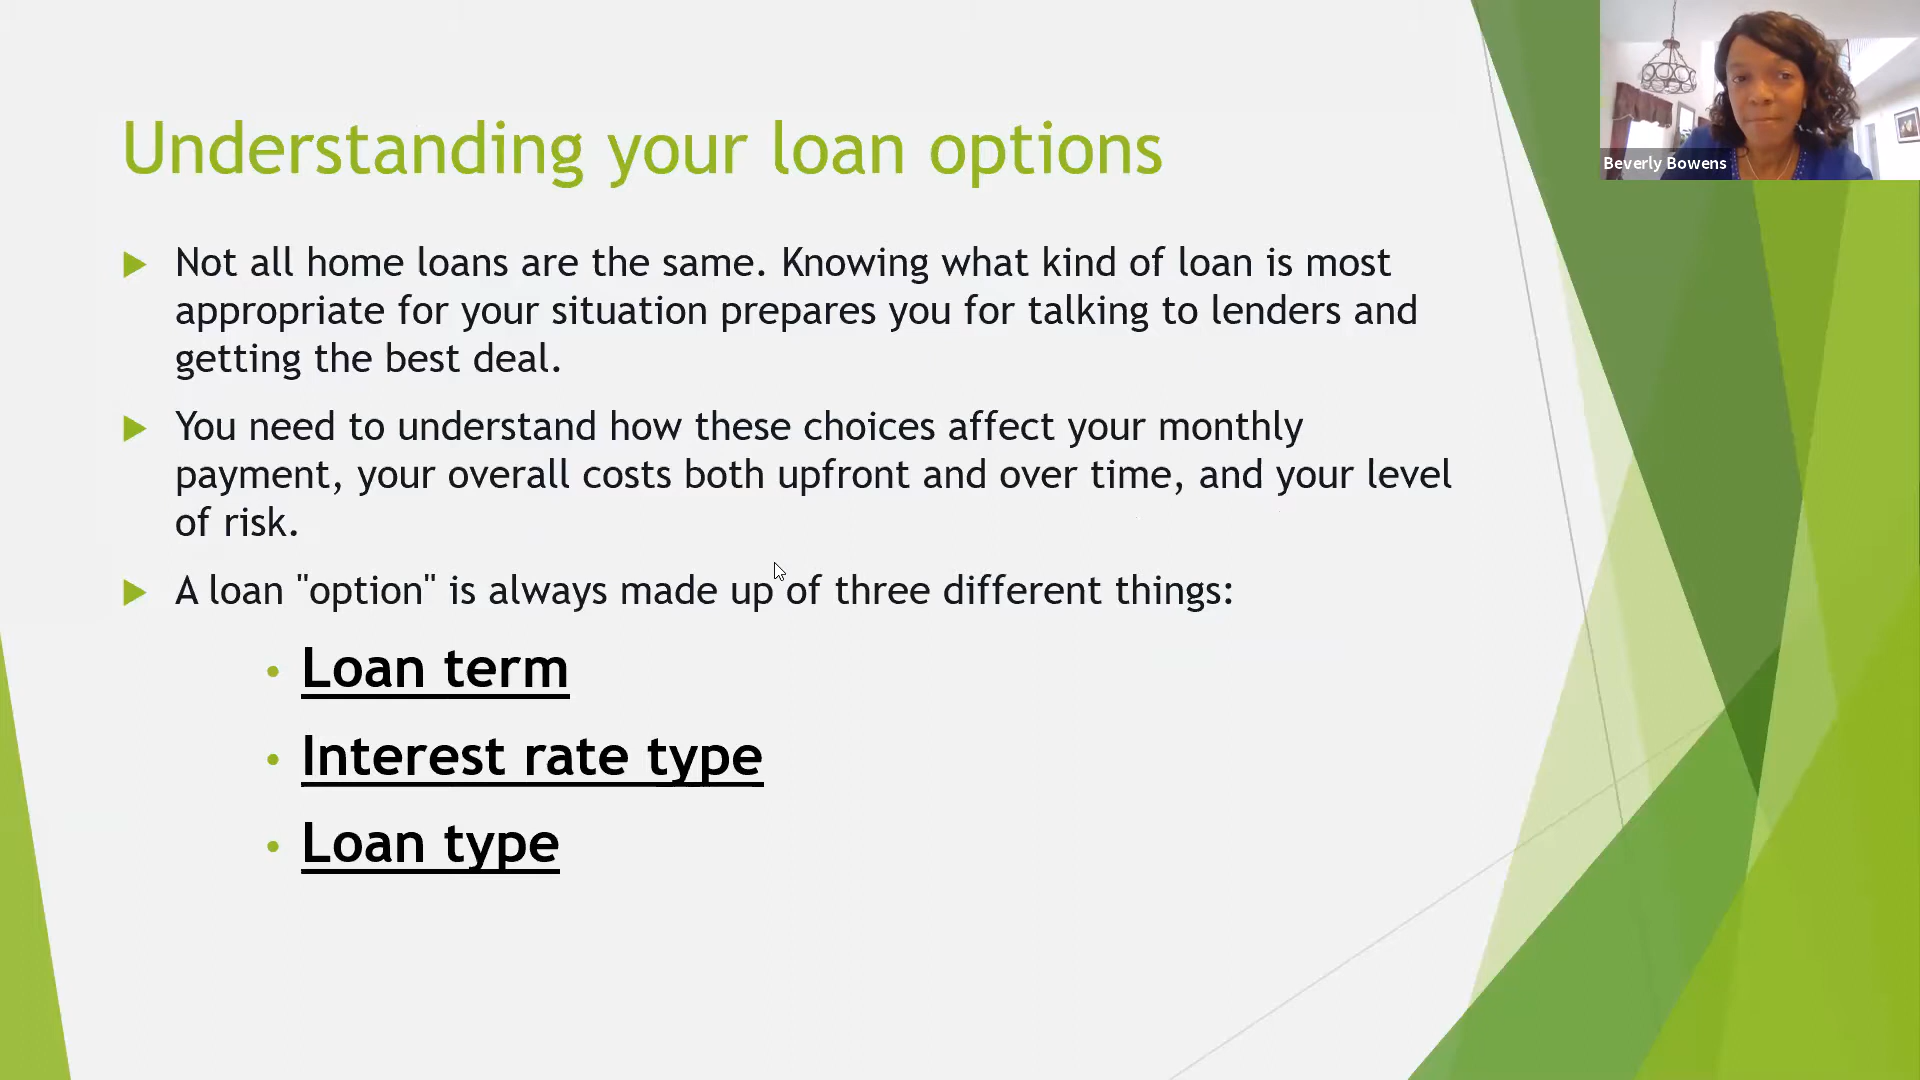 Understanding your loan options
Beverly Bowens
Not all home loans are the same. Knowing what kind of loan is most
appropriate for your situation prepares you for talking to lenders and
getting the best deal.
You need to understand how these choices affect your monthly
payment, your overall costs both upfront and over time, and your level
of risk.
A loan "option" is always made up of three different things:
Loan term
Interest rate type
Loan type